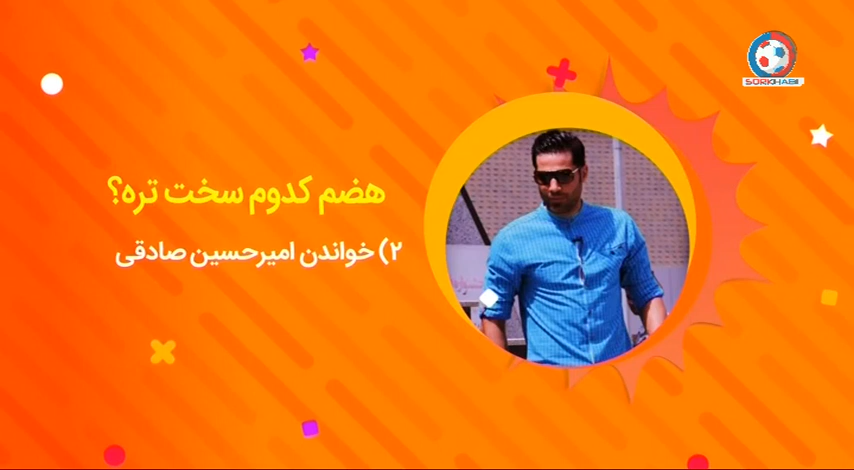 SORKHABI
هضم کدوم سخت تره؟
۲) خواندن امیرحسین صادقی